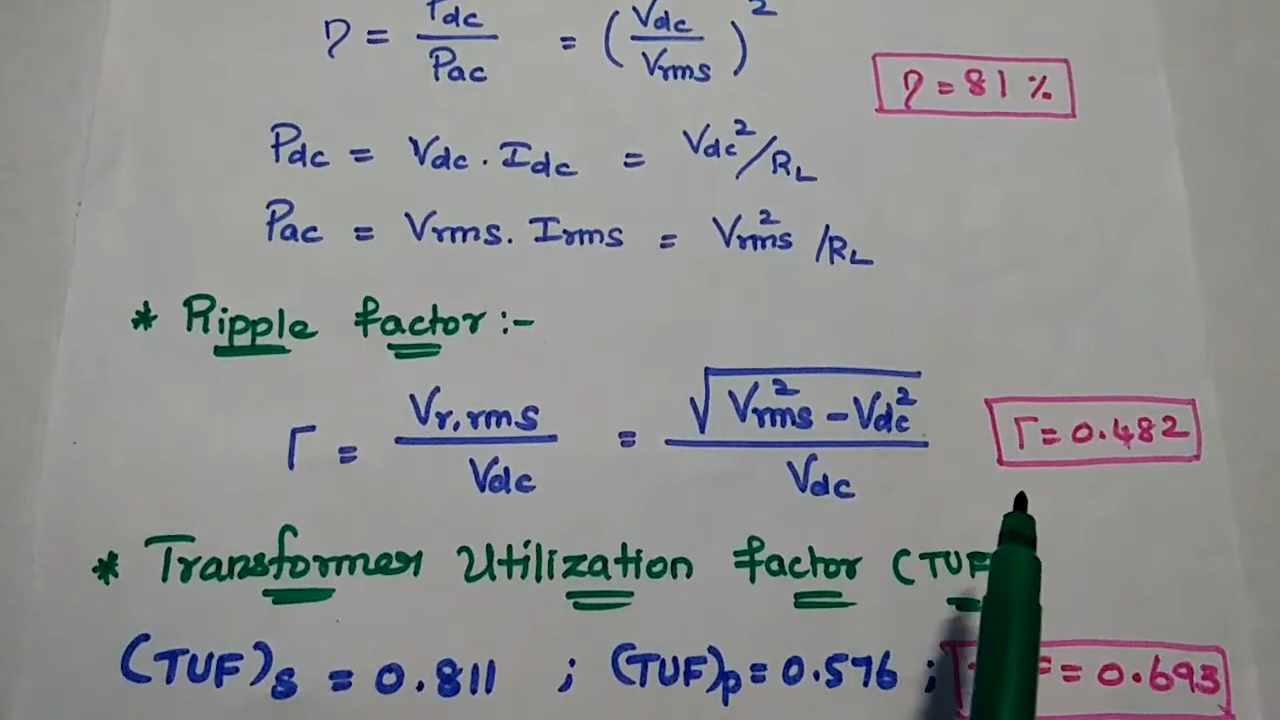 η = Pdc/Pac = (Vdc/Vrms)²
η = 81 %
Pdc = Vdc . Idc = Vdc²/RL
Pac = Vrms . Irms = Vrms²/RL
* Ripple factor :-
Γ = Vr,rms/Vdc = √(Vrms² - Vdc²)/Vdc
Γ = 0.482
* Transformer Utilization factor (TUF
(TUF)s = 0.811 ; (TUF)p = 0.576 ; = 0.693